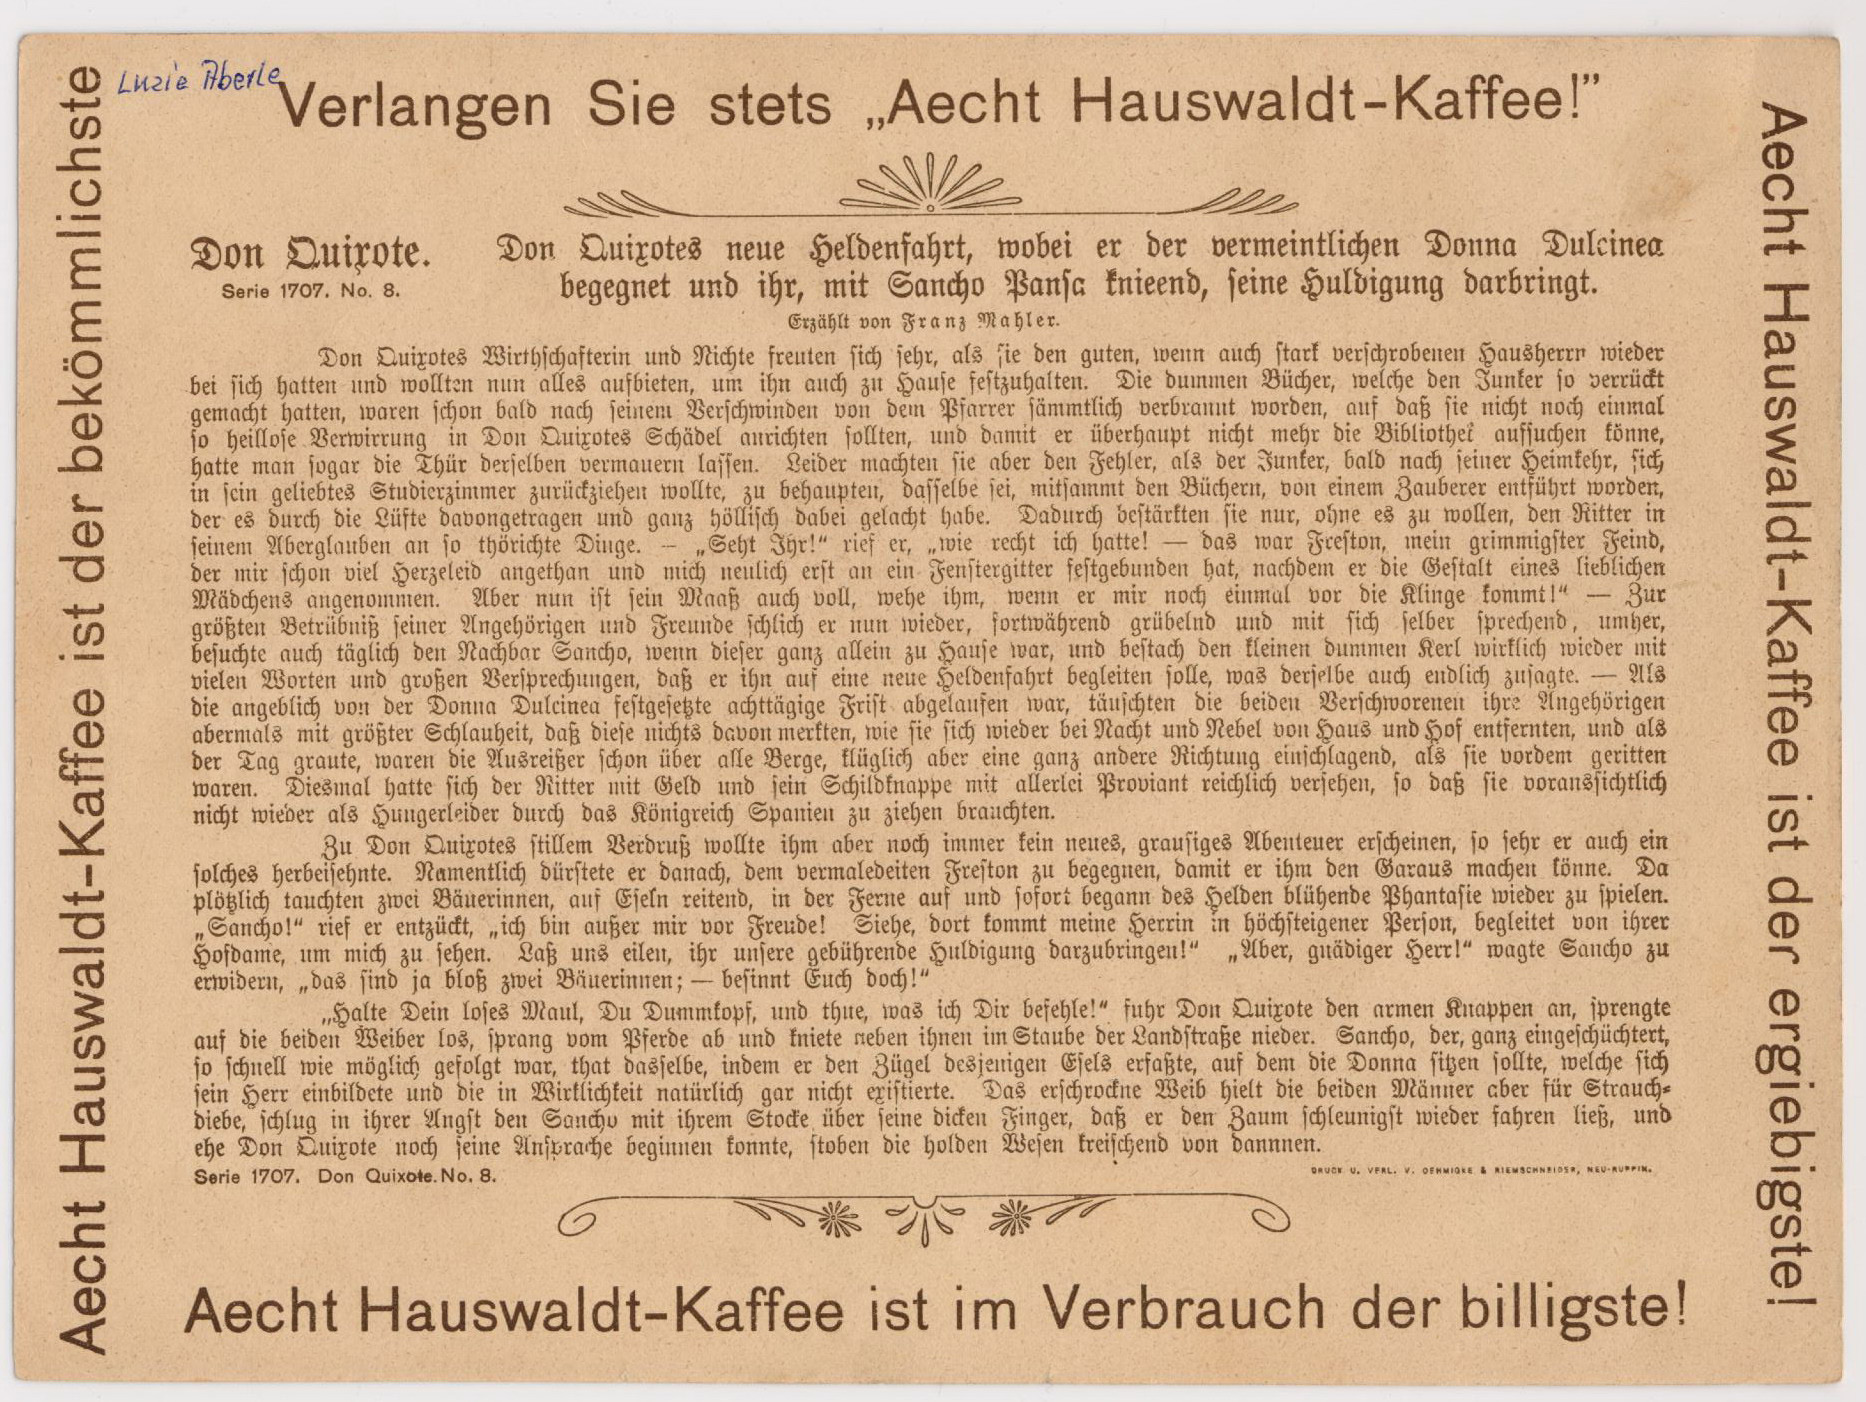 Luzie Aberle
Verlangen Sie stets „Aecht Hauswaldt-Kaffee!”
Aecht Hauswaldt-Kaffee ist der bekömmlichste
Don Quixote.
Serie 1707. No. 8.
Don Quixotes neue Heldenfahrt, wobei er der vermeintlichen Donna Dulcinea
begegnet und ihr, mit Sancho Pansa knieend, seine Huldigung darbringt.
Erzählt von Franz Mahler.
Don Quixotes Wirthschafterin und Nichte freuten sich sehr, als sie den guten, wenn auch stark verschrobenen Hausherrn wieder
bei sich hatten und wollten nun alles aufbieten, um ihn auch zu Hause festzuhalten. Die dummen Bücher, welche den Junker so verrückt
gemacht hatten, waren schon bald nach seinem Verschwinden von dem Pfarrer sämmtlich verbrannt worden, auf daß sie nicht noch einmal
so heillose Verwirrung in Don Quixotes Schädel anrichten sollten, und damit er überhaupt nicht mehr die Bibliothek aufsuchen könne,
hatte man sogar die Thür derselben vermauern lassen. Leider machten sie aber den Fehler, als der Junker, bald nach seiner Heimkehr, sich
in sein geliebtes Studierzimmer zurückziehen wollte, zu behaupten, dasselbe sei, mitsammt den Büchern, von einem Zauberer entführt worden,
der es durch die Lüfte davongetragen und ganz höllisch dabei gelacht habe. Dadurch bestärkten sie nur, ohne es zu wollen, den Ritter in
seinem Aberglauben an so thörichte Dinge. — „Seht Ihr!“ rief er, „wie recht ich hatte! — das war Freston, mein grimmigster Feind,
der mir schon viel Herzeleid angethan und mich neulich erst an ein Fenstergitter festgebunden hat, nachdem er die Gestalt eines lieblichen
Mädchens angenommen. Aber nun ist sein Maaß auch voll, wehe ihm, wenn er mir noch einmal vor die Klinge kommt!“ — Zur
größten Betrübniß seiner Angehörigen und Freunde schlich er nun wieder, fortwährend grübelnd und mit sich selber sprechend, umher,
besuchte auch täglich den Nachbar Sancho, wenn dieser ganz allein zu Hause war, und bestach den kleinen dummen Kerl wirklich wieder mit
vielen Worten und großen Versprechungen, daß er ihn auf eine neue Heldenfahrt begleiten solle, was derselbe auch endlich zusagte. — Als
die angeblich von der Donna Dulcinea festgesetzte achttägige Frist abgelaufen war, täuschten die beiden Verschworenen ihre Angehörigen
abermals mit größter Schlauheit, daß diese nichts davon merkten, wie sie sich wieder bei Nacht und Nebel von Haus und Hof entfernten, und als
der Tag graute, waren die Ausreißer schon über alle Berge, klüglich aber eine ganz andere Richtung einschlagend, als sie vordem geritten
waren. Diesmal hatte sich der Ritter mit Geld und sein Schildknappe mit allerlei Proviant reichlich versehen, so daß sie voraussichtlich
nicht wieder als Hungerleider durch das Königreich Spanien zu ziehen brauchten.
Zu Don Quixotes stillem Verdruß wollte ihm aber noch immer kein neues, grausiges Abenteuer erscheinen, so sehr er auch ein
solches herbeisehnte. Namentlich dürstete er danach, dem vermaledeiten Freston zu begegnen, damit er ihm den Garaus machen könne. Da
plötzlich tauchten zwei Bäuerinnen, auf Eseln reitend, in der Ferne auf und sofort begann des Helden blühende Phantasie wieder zu spielen.
„Sancho!“ rief er entzückt, „ich bin außer mir vor Freude! Siehe, dort kommt meine Herrin in höchsteigener Person, begleitet von ihrer
Hofdame, um mich zu sehen. Laß uns eilen, ihr unsere gebührende Huldigung darzubringen!“ „Aber, gnädiger Herr!“ wagte Sancho zu
erwidern, „das sind ja bloß zwei Bäuerinnen; — besinnt Euch doch!“
„Halte Dein loses Maul, Du Dummkopf, und thue, was ich Dir befehle!“ fuhr Don Quixote den armen Knappen an, sprengte
auf die beiden Weiber los, sprang vom Pferde ab und kniete neben ihnen im Staube der Landstraße nieder. Sancho, der, ganz eingeschüchtert,
so schnell wie möglich gefolgt war, that dasselbe, indem er den Zügel desjenigen Esels erfaßte, auf dem die Donna sitzen sollte, welche sich
sein Herr einbildete und die in Wirklichkeit natürlich gar nicht existierte. Das erschrockne Weib hielt die beiden Männer aber für Strauch-
diebe, schlug in ihrer Angst den Sancho mit ihrem Stocke über seine dicken Finger, daß er den Zaum schleunigst wieder fahren ließ, und
ehe Don Quixote noch seine Ansprache beginnen konnte, stoben die holden Wesen kreischend von dannnen.
Serie 1707. Don Quixote. No. 8.
DRUCK U. VERL. V. OEHMIGKE & RIEMSCHNEIDER, NEU-RUPPIN.
Aecht Hauswaldt-Kaffee ist der ergiebigste!
Aecht Hauswaldt-Kaffee ist im Verbrauch der billigste!